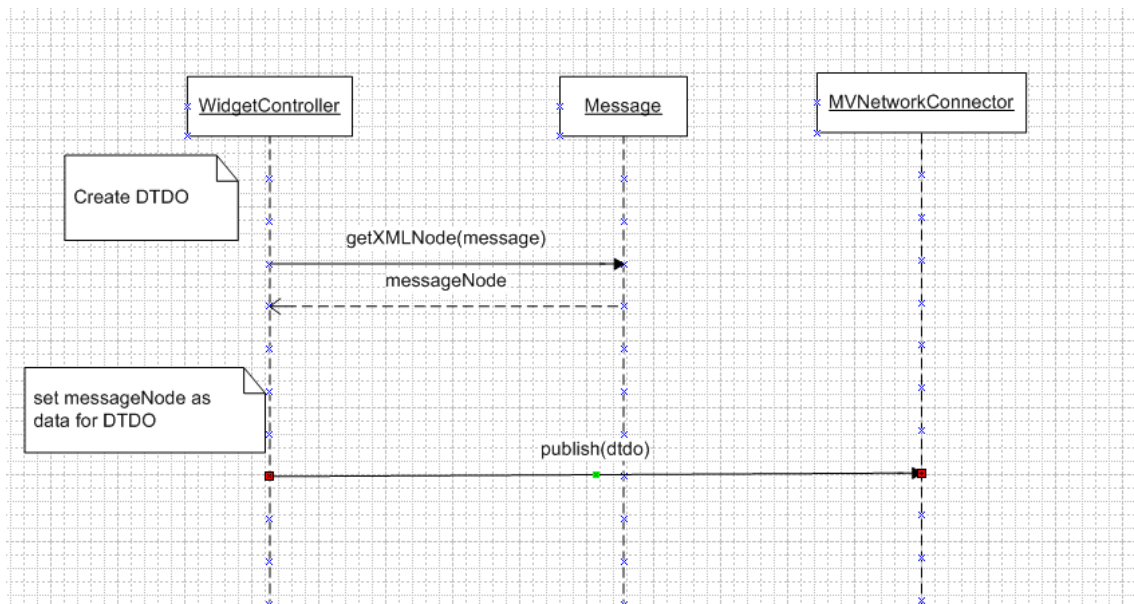 WidgetController
Message
MVNetworkConnector
Create DTDO
getXMLNode(message)
messageNode
set messageNode as
data for DTDO
publish(dtdo)